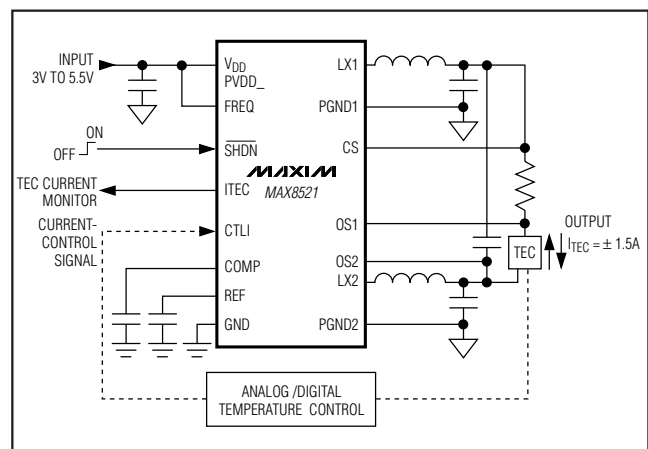 INPUT
3V TO 5.5V
ON
OFF
TEC CURRENT
MONITOR
CURRENT-
CONTROL
SIGNAL
VDD
PVDD_
FREQ
SHDN
ITEC
CTLI
COMP
REF
GND
MAXIM
MAX8521
LX1
PGND1
CS
OS1
OS2
LX2
PGND2
TEC
OUTPUT
ITEC = ± 1.5A
ANALOG /DIGITAL
TEMPERATURE CONTROL